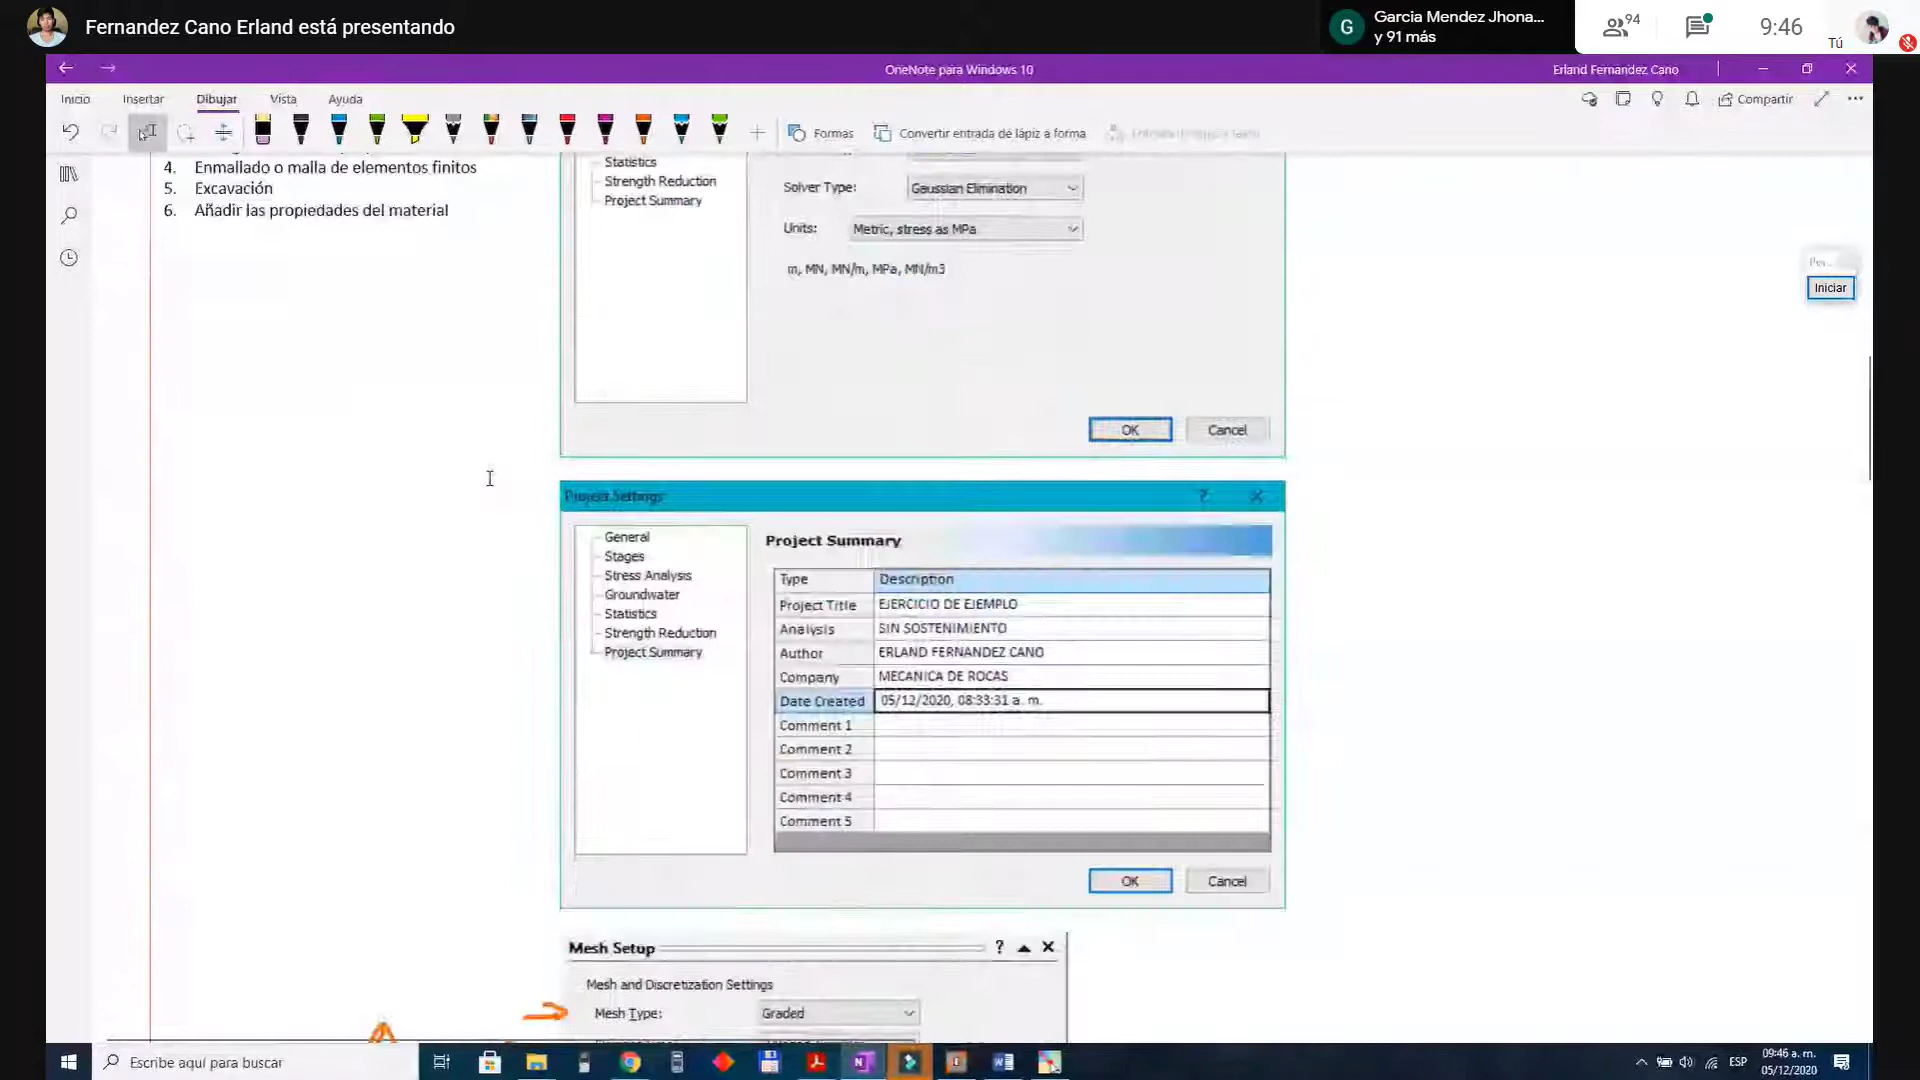 Fernandez Cano Erland está presentando
G
Garcia Mendez Jhona...
y 91 más
94
9:46
Tú
OneNote para Windows 10
Erland Fernandez Cano
Inicio
Insertar
Dibujar
Vista
Ayuda
Compartir
Formas
Convertir entrada de lápiz a forma
4. Enmallado o malla de elementos finitos
5. Excavación
6. Añadir las propiedades del material
Statistics
Strength Reduction
Project Summary
Solver Type:
Gaussian Elimination
Units:
Metric, stress as MPa
m, MN, MN/m, MPa, MN/m3
OK
Cancel
Iniciar
Project Settings
?
General
Stages
Stress Analysis
Groundwater
Statistics
Strength Reduction
Project Summary
Project Summary
Type Description
Project Title EJERCICIO DE EJEMPLO
Analysis SIN SOSTENIMIENTO
Author ERLAND FERNANDEZ CANO
Company MECANICA DE ROCAS
Date Created 05/12/2020, 08:33:31 a. m.
Comment 1
Comment 2
Comment 3
Comment 4
Comment 5
OK
Cancel
Mesh Setup
?
Mesh and Discretization Settings
Mesh Type:
Graded
Escribe aquí para buscar
ESP
09:46 a. m.
05/12/2020